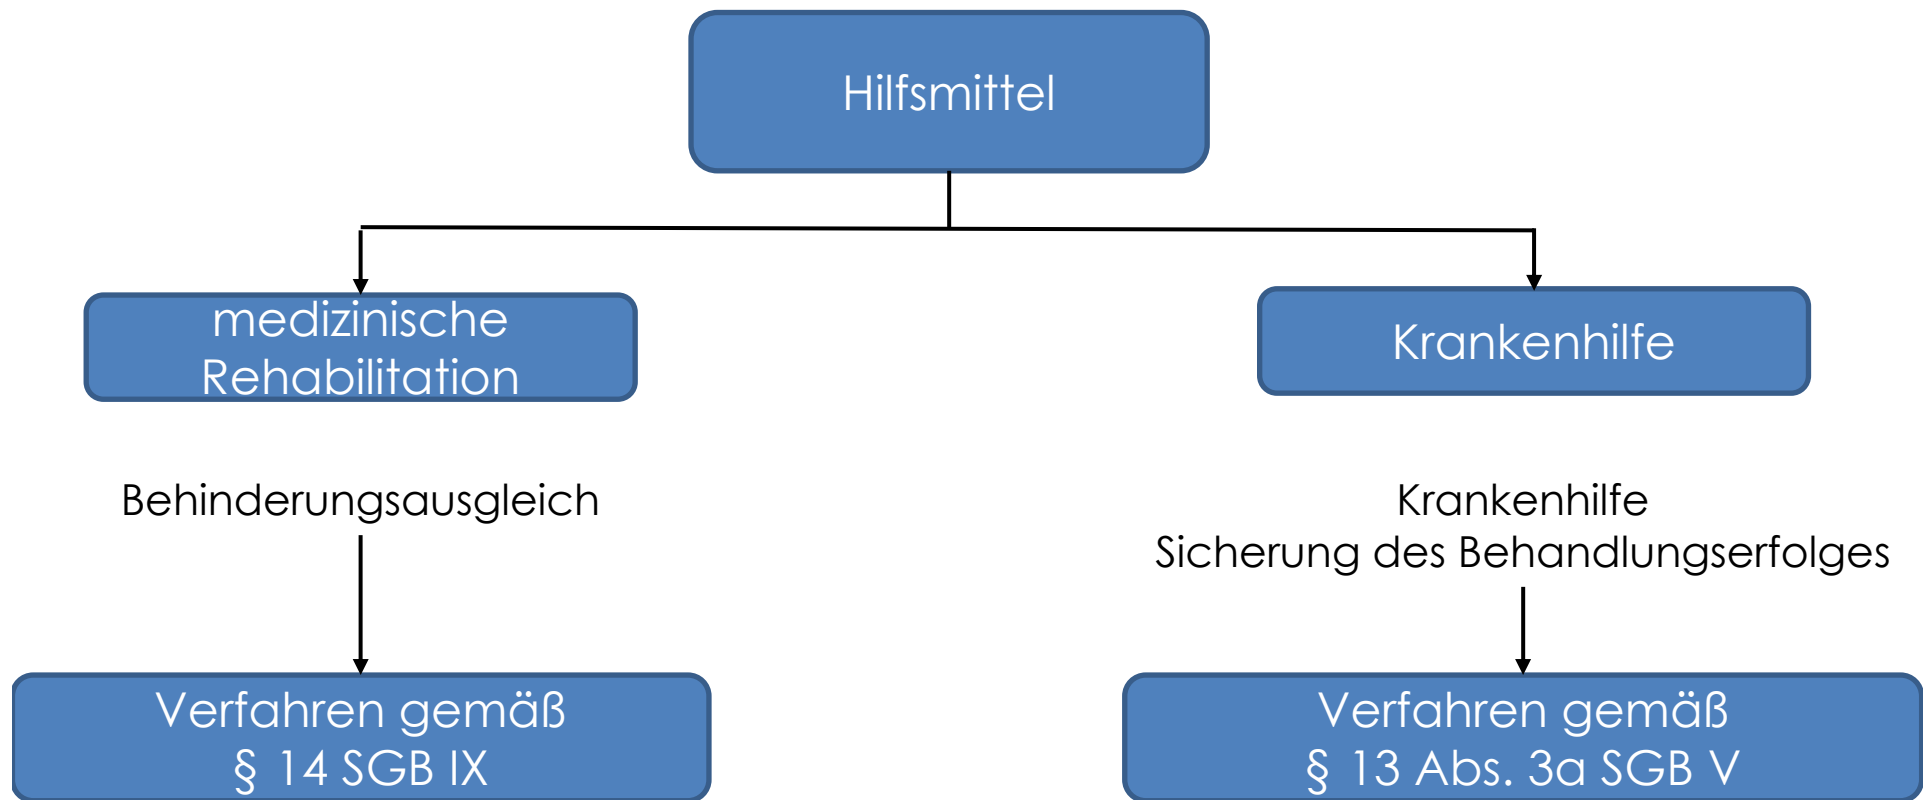 Hilfsmittel
medizinische
Rehabilitation
Krankenhilfe
Behinderungsausgleich
Krankenhilfe
Sicherung des Behandlungserfolges
Verfahren gemäß
§ 14 SGB IX
Verfahren gemäß
§ 13 Abs. 3a SGB V